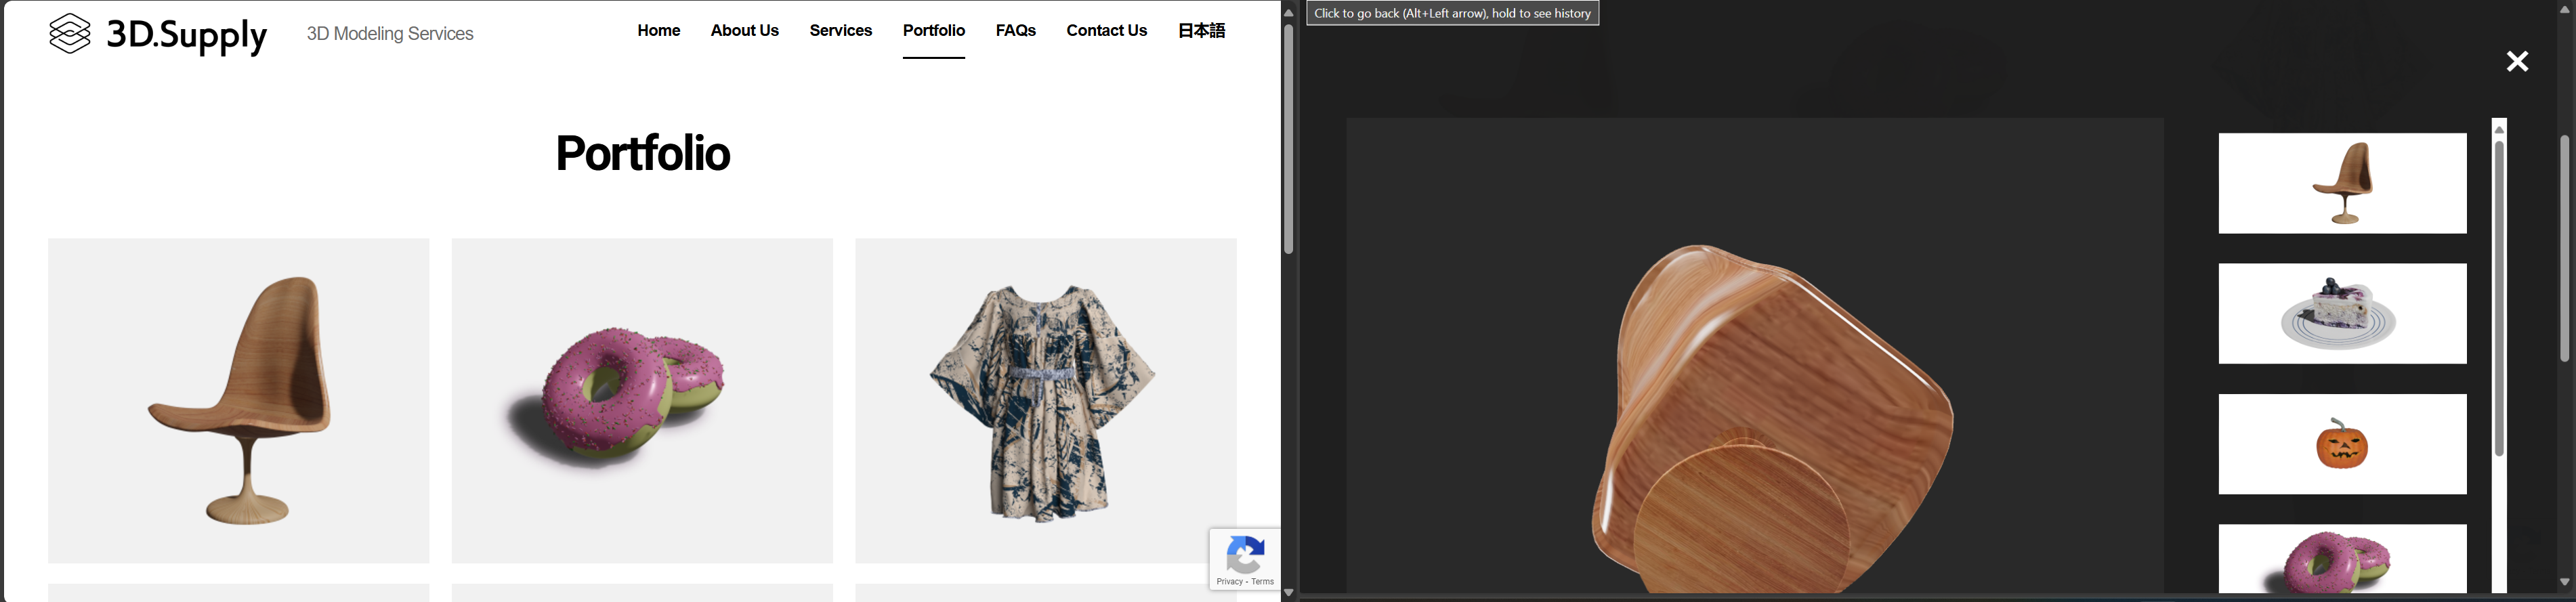 3D.Supply
3D Modeling Services
Home
About Us
Services
Portfolio
FAQs
Contact Us
日本語
Portfolio
Privacy - Terms
Click to go back (Alt+Left arrow), hold to see history